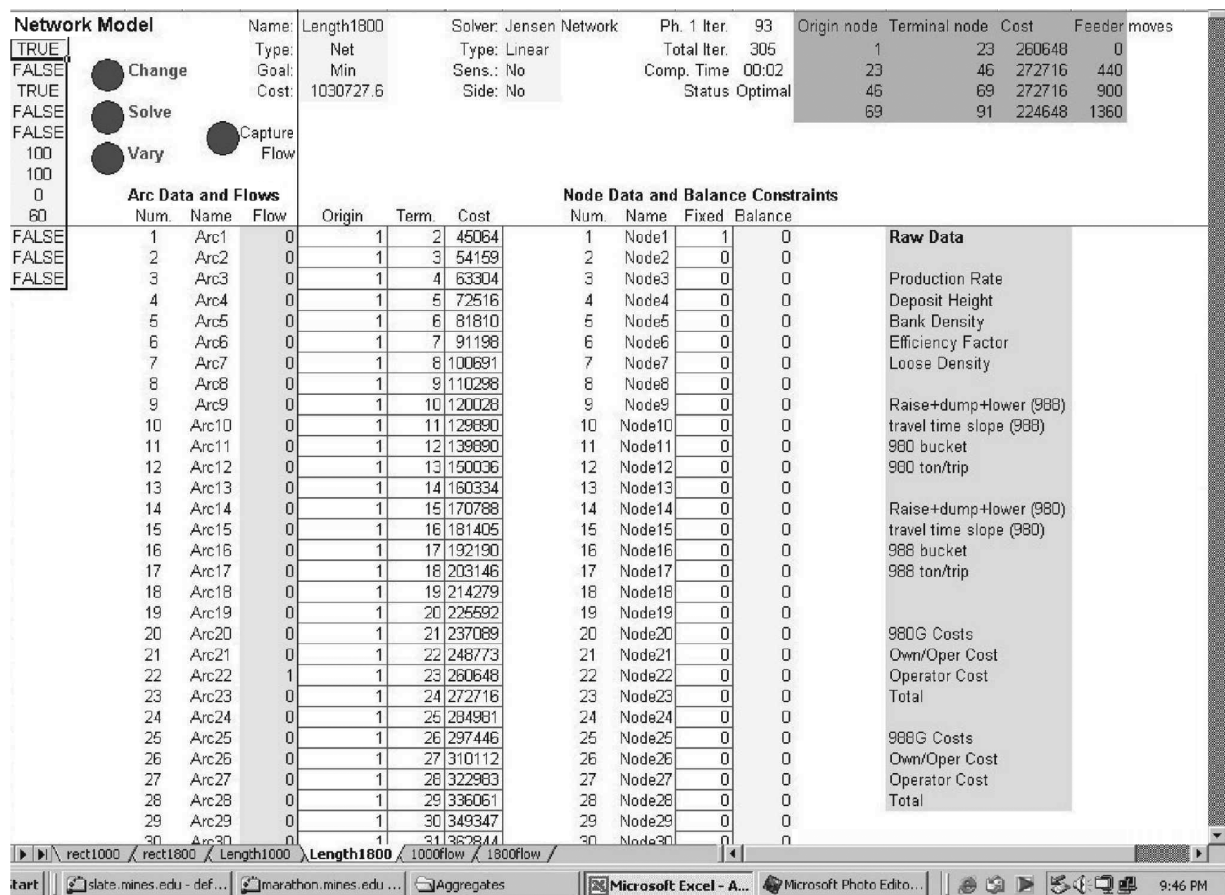 Network Model Name: Length1800 Solver: Jensen Network Ph. 1 Iter. 93 Origin node Terminal node Cost Feeder moves
TRUE Type: Net Type: Linear Total Iter. 305 1 23 260648 0
FALSE Change Goal: Min Sens.: No Comp. Time 00:02 23 46 272716 440
TRUE Cost: 1030727.6 Side: No Status Optimal 46 69 272716 900
FALSE Solve 69 91 224648 1360
FALSE Capture
100 Vary Flow
100
0 Arc Data and Flows Node Data and Balance Constraints
60 Num. Name Flow Origin Term. Cost Num. Name Fixed Balance
FALSE 1 Arc1 0 1 2 45064 1 Node1 1 0 Raw Data
FALSE 2 Arc2 0 1 3 54159 2 Node2 0 0
FALSE 3 Arc3 0 1 4 63304 3 Node3 0 0 Production Rate
4 Arc4 0 1 5 72516 4 Node4 0 0 Deposit Height
5 Arc5 0 1 6 81810 5 Node5 0 0 Bank Density
6 Arc6 0 1 7 91198 6 Node6 0 0 Efficiency Factor
7 Arc7 0 1 8 100691 7 Node7 0 0 Loose Density
8 Arc8 0 1 9 110298 8 Node8 0 0
9 Arc9 0 1 10 120028 9 Node9 0 0 Raise+dump+lower (988)
10 Arc10 0 1 11 129890 10 Node10 0 0 travel time slope (988)
11 Arc11 0 1 12 139890 11 Node11 0 0 980 bucket
12 Arc12 0 1 13 150036 12 Node12 0 0 980 ton/trip
13 Arc13 0 1 14 160334 13 Node13 0 0
14 Arc14 0 1 15 170788 14 Node14 0 0 Raise+dump+lower (980)
15 Arc15 0 1 16 181405 15 Node15 0 0 travel time slope (980)
16 Arc16 0 1 17 192190 16 Node16 0 0 988 bucket
17 Arc17 0 1 18 203146 17 Node17 0 0 988 ton/trip
18 Arc18 0 1 19 214279 18 Node18 0 0
19 Arc19 0 1 20 225592 19 Node19 0 0
20 Arc20 0 1 21 237089 20 Node20 0 0 980G Costs
21 Arc21 0 1 22 248773 21 Node21 0 0 Own/Oper Cost
22 Arc22 1 1 23 260648 22 Node22 0 0 Operator Cost
23 Arc23 0 1 24 272716 23 Node23 0 0 Total
24 Arc24 0 1 25 284981 24 Node24 0 0
25 Arc25 0 1 26 297446 25 Node25 0 0 988G Costs
26 Arc26 0 1 27 310112 26 Node26 0 0 Own/Oper Cost
27 Arc27 0 1 28 322983 27 Node27 0 0 Operator Cost
28 Arc28 0 1 29 336061 28 Node28 0 0 Total
29 Arc29 0 1 30 349347 29 Node29 0 0
30 Arc30 0 1 31 362844 30 Node30 0 0
rect1000 / rect1800 / Length1000 \ Length1800 / 1000flow / 1800flow /
tart slate.mines.edu - def... marathon.mines.edu ... Aggregates Microsoft Excel - A... Microsoft Photo Edito... 9:46 PM